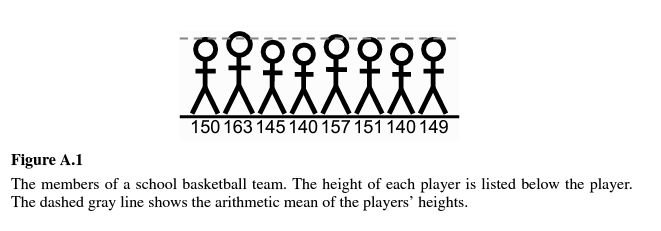 150 163 145 140 157 151 140 149
Figure A.1
The members of a school basketball team. The height of each player is listed below the player.
The dashed gray line shows the arithmetic mean of the players’ heights.